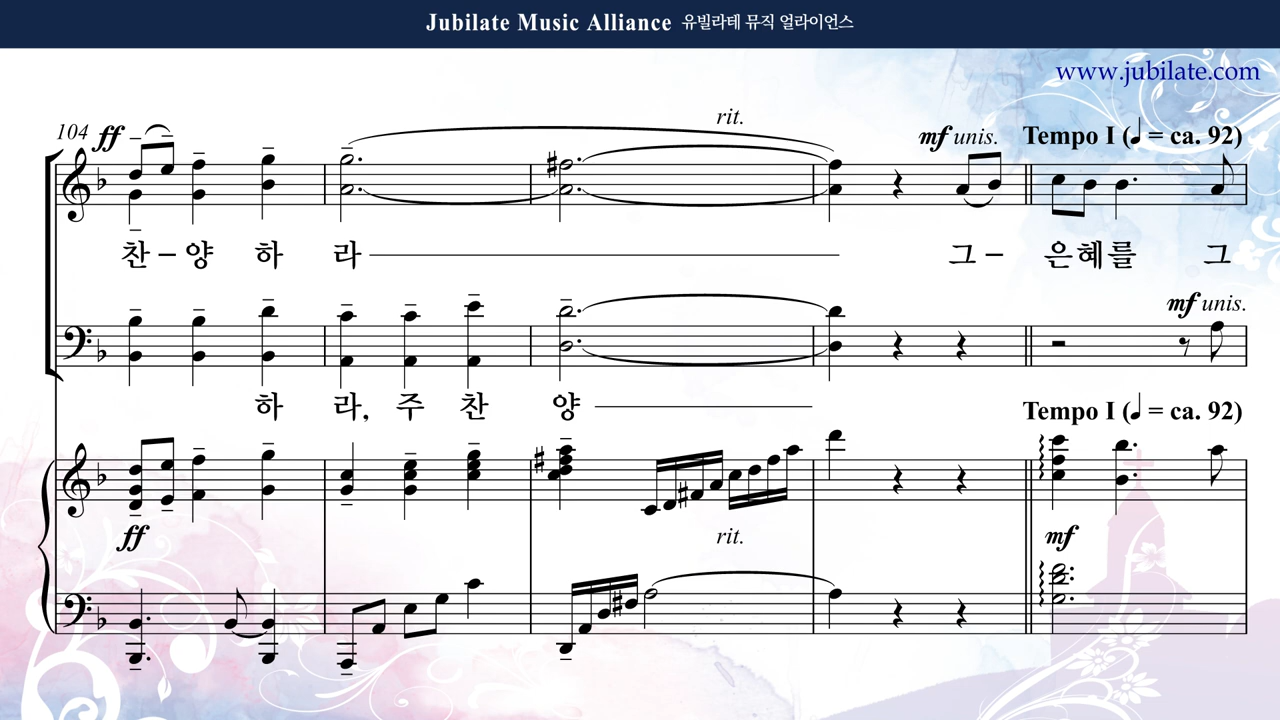 Jubilate Music Alliance 유빌라테 뮤직 얼라이언스
www.jubilate.com
rit.
104 ff mf unis. Tempo I (♩ = ca. 92)
찬 – 양 하 라 그 – 은 혜 를 그
mf unis.
하 라, 주 찬 양
Tempo I (♩ = ca. 92)
ff rit. mf